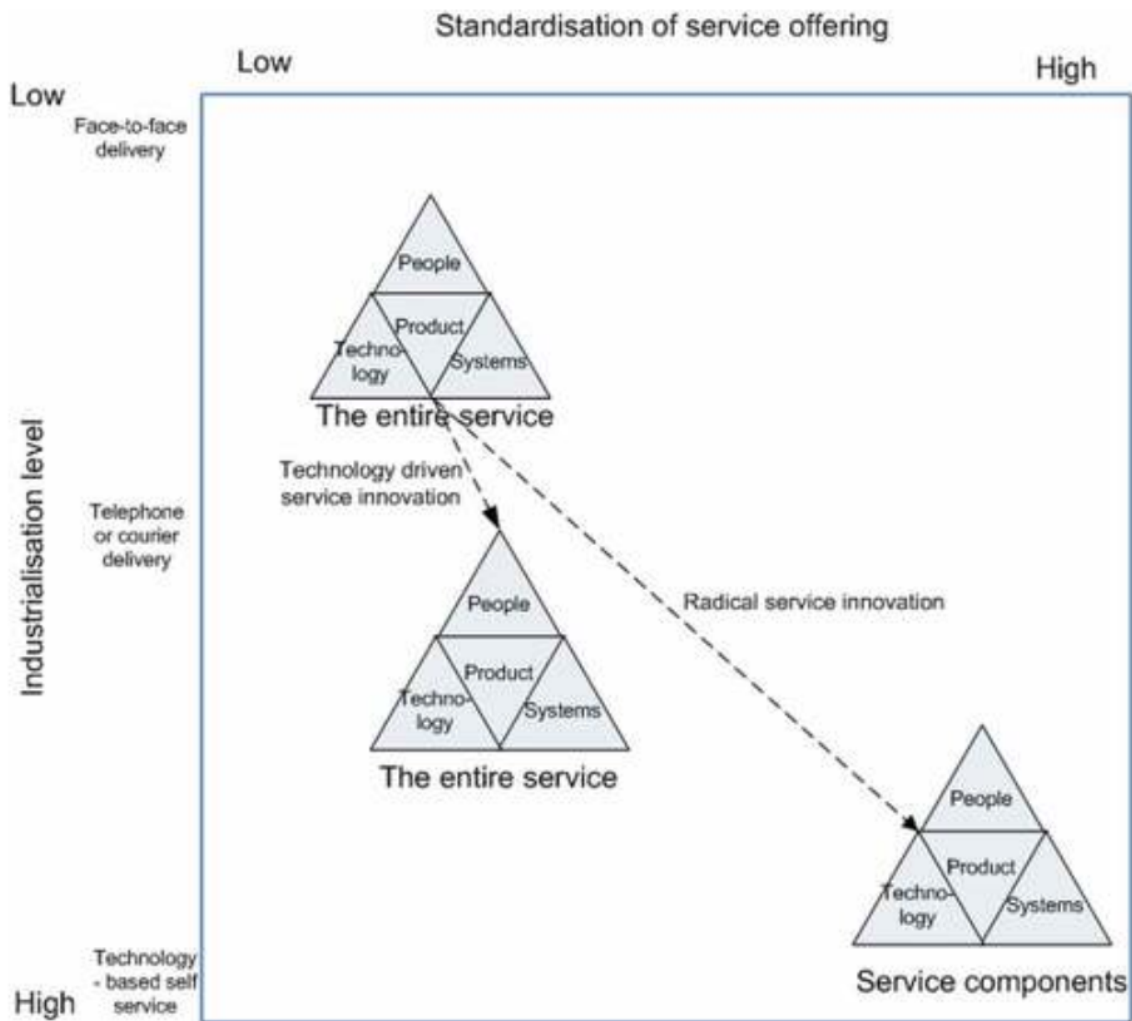 Standardisation of service offering
Low
High
Low
Face-to-face
delivery
People
Product
Techno-
logy
Systems
The entire service
Technology driven
service innovation
Industrialisation level
Telephone
or courier
delivery
People
Radical service innovation
Product
Techno-
logy
Systems
The entire service
People
Product
Techno-
logy
Systems
Technology
- based self
service
High
Service components